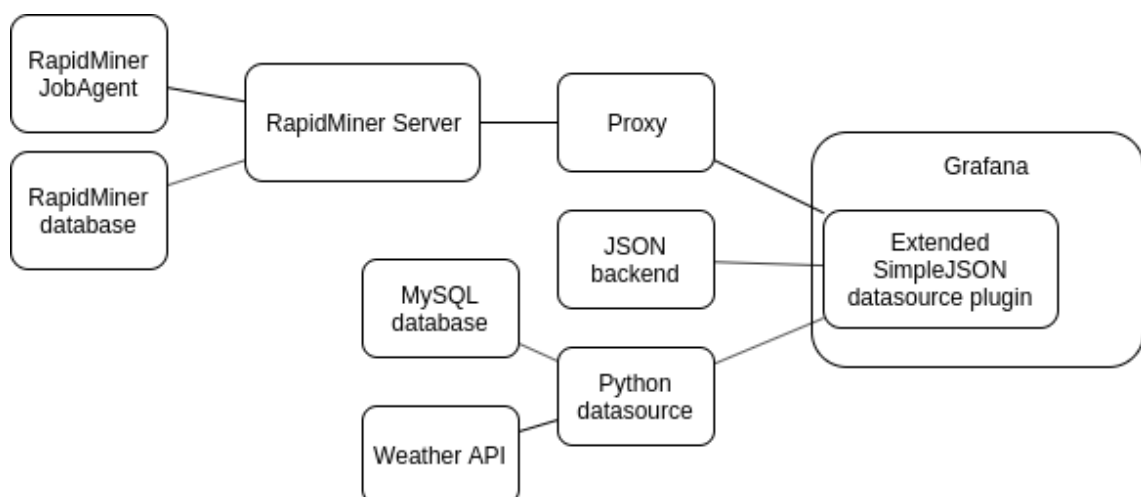 RapidMiner
JobAgent
RapidMiner Server
Proxy
Grafana
RapidMiner
database
JSON
backend
Extended
SimpleJSON
datasource plugin
MySQL
database
Python
datasource
Weather API